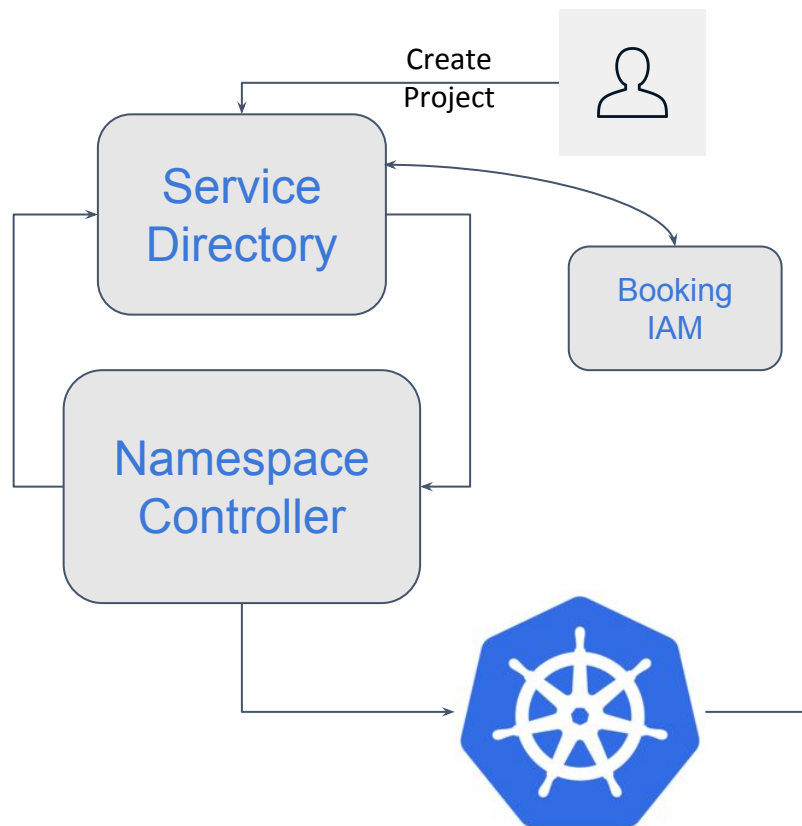 Create
Project
Service
Directory
Booking
IAM
Namespace
Controller